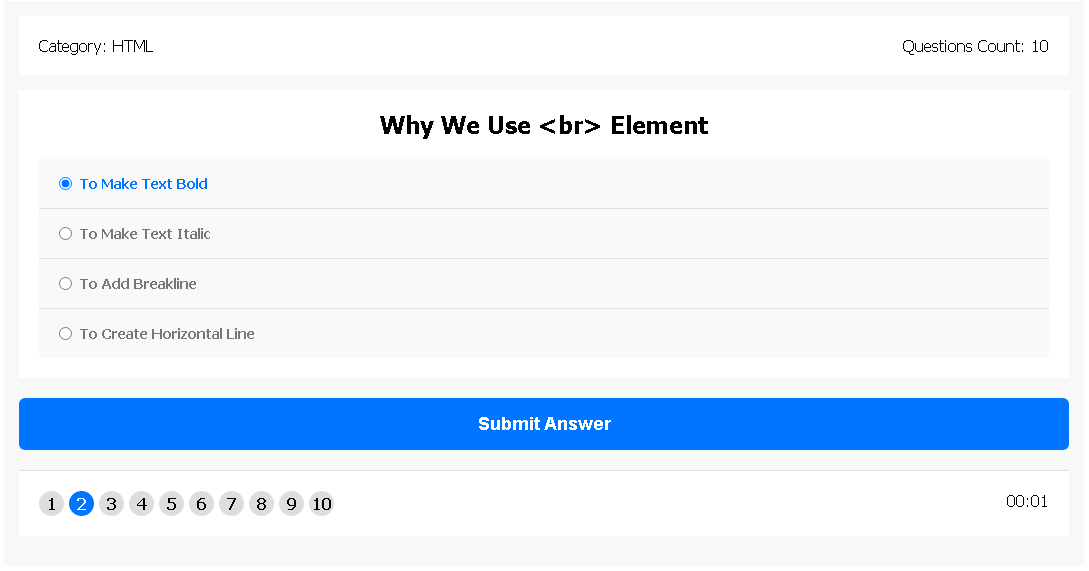 Category: HTML
Questions Count: 10
Why We Use <br> Element
To Make Text Bold
To Make Text Italic
To Add Breakline
To Create Horizontal Line
Submit Answer
1 2 3 4 5 6 7 8 9 10
00:01